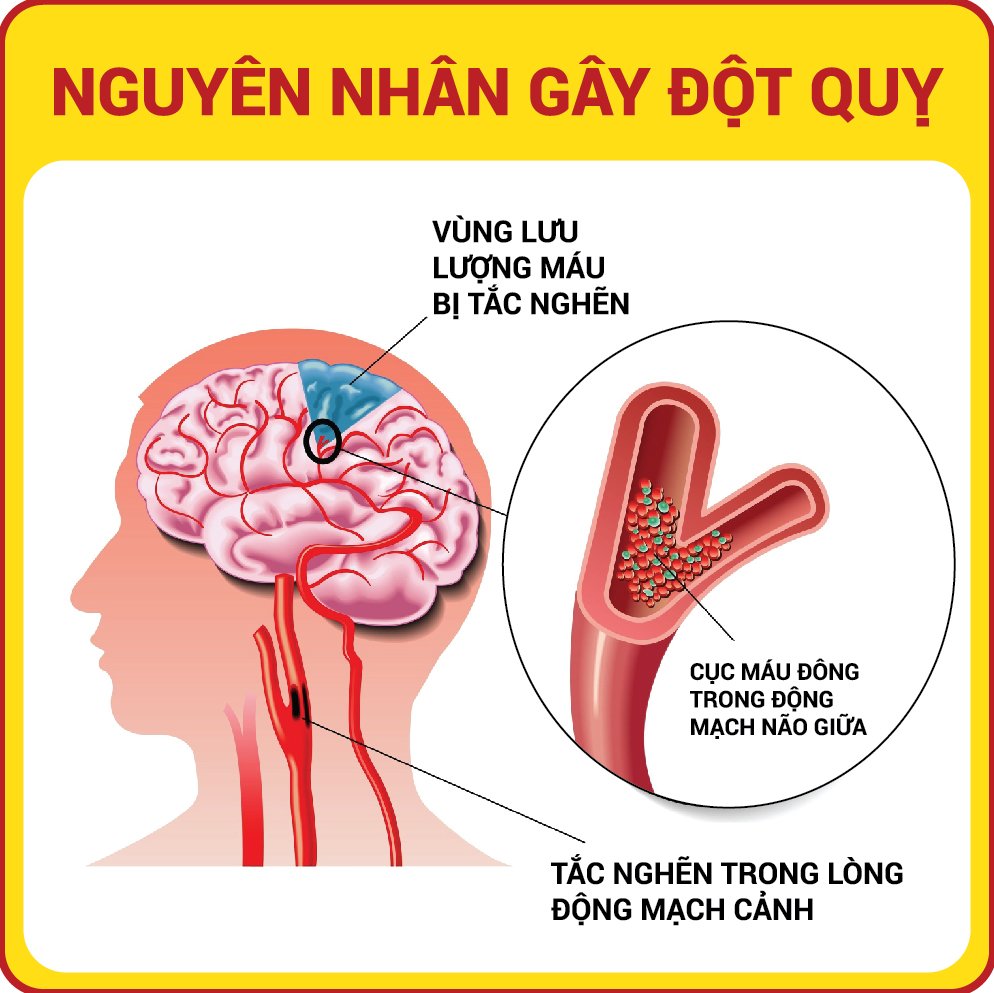 NGUYÊN NHÂN GÂY ĐỘT QUỴ
VÙNG LƯU
LƯỢNG MÁU
BỊ TẮC NGHẼN
CỤC MÁU ĐÔNG
TRONG ĐỘNG
MẠCH NÃO GIỮA
TẮC NGHẼN TRONG LÒNG
ĐỘNG MẠCH CẢNH